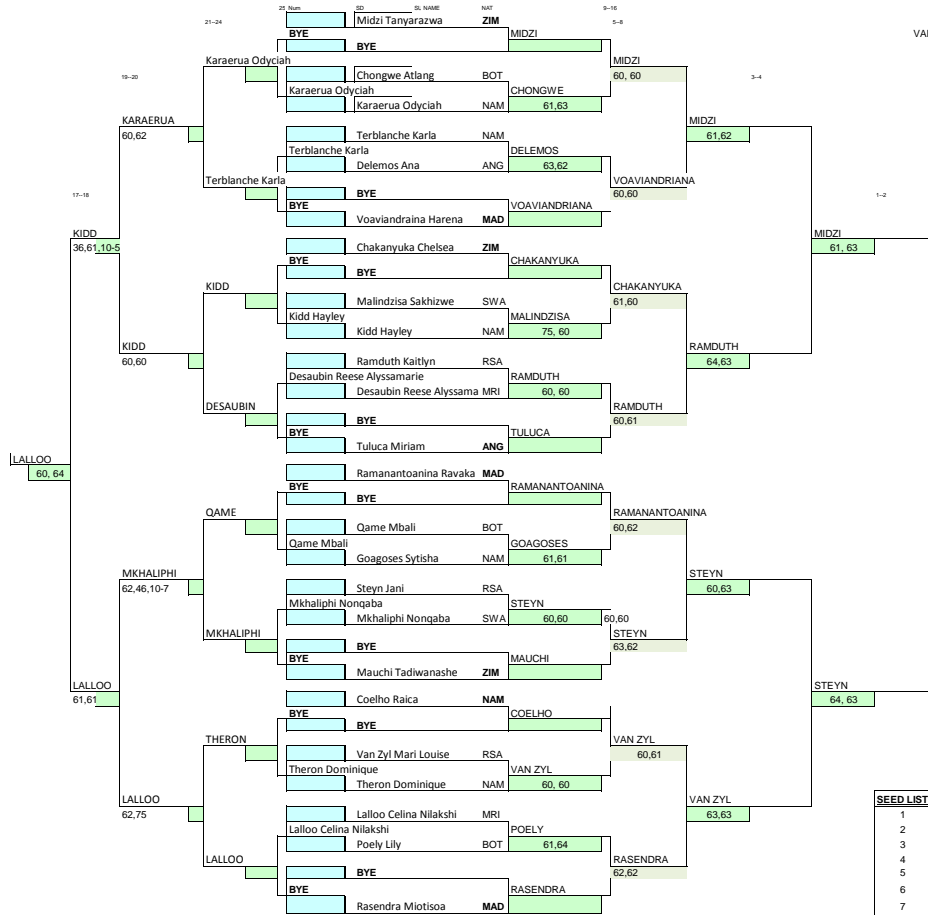 25 Num SD SL NAME NAT 9--16
21--24 Midzi Tanyarazwa ZIM 5--8
BYE MIDZI VAI
BYE
Karaerua Odyciah MIDZI
19--20 Chongwe Atlang BOT 60, 60 3--4
Karaerua Odyciah CHONGWE
Karaerua Odyciah NAM 61,63
KARAERUA MIDZI
60,62 Terblanche Karla NAM 61,62
Terblanche Karla DELEMOS
Delemos Ana ANG 63,62
Terblanche Karla VOAVIANDRIANA
17--18 BYE 60,60 1--2
BYE VOAVIANDRIANA
Voaviandraina Harena MAD
KIDD MIDZI
36,61,10-5 Chakanyuka Chelsea ZIM 61, 63
BYE CHAKANYUKA
BYE
KIDD CHAKANYUKA
Malindzisa Sakhizwe SWA 61,60
Kidd Hayley MALINDZISA
Kidd Hayley NAM 75, 60
KIDD RAMDUTH
60,60 Ramduth Kaitlyn RSA 64,63
Desaubin Reese Alyssamarie RAMDUTH
Desaubin Reese Alyssama MRI 60, 60
DESAUBIN RAMDUTH
BYE 60,61
BYE TULUCA
Tuluca Miriam ANG
LALLOO
60, 64 Ramanantoanina Ravaka MAD
BYE RAMANANTOANINA
BYE
QAME RAMANANTOANINA
Qame Mbali BOT 60,62
Qame Mbali GOAGOSES
Goagoses Sytisha NAM 61,61
MKHALIPHI STEYN
62,46,10-7 Steyn Jani RSA 60,63
Mkhaliphi Nonqaba STEYN
Mkhaliphi Nonqaba SWA 60,60 60,60
MKHALIPHI STEYN
BYE 63,62
BYE MAUCHI
Mauchi Tadiwanashe ZIM
LALLOO STEYN
61,61 Coelho Raica NAM 64, 63
BYE COELHO
BYE
THERON VAN ZYL
Van Zyl Mari Louise RSA 60,61
Theron Dominique VAN ZYL
Theron Dominique NAM 60, 60
LALLOO VAN ZYL SEED LIST
62,75 Lalloo Celina Nilakshi MRI 63,63 1
Lalloo Celina Nilakshi POELY 2
Poely Lily BOT 61,64 3
LALLOO RASENDRA 4
BYE 62,62 5
BYE RASENDRA 6
Rasendra Miotisoa MAD 7